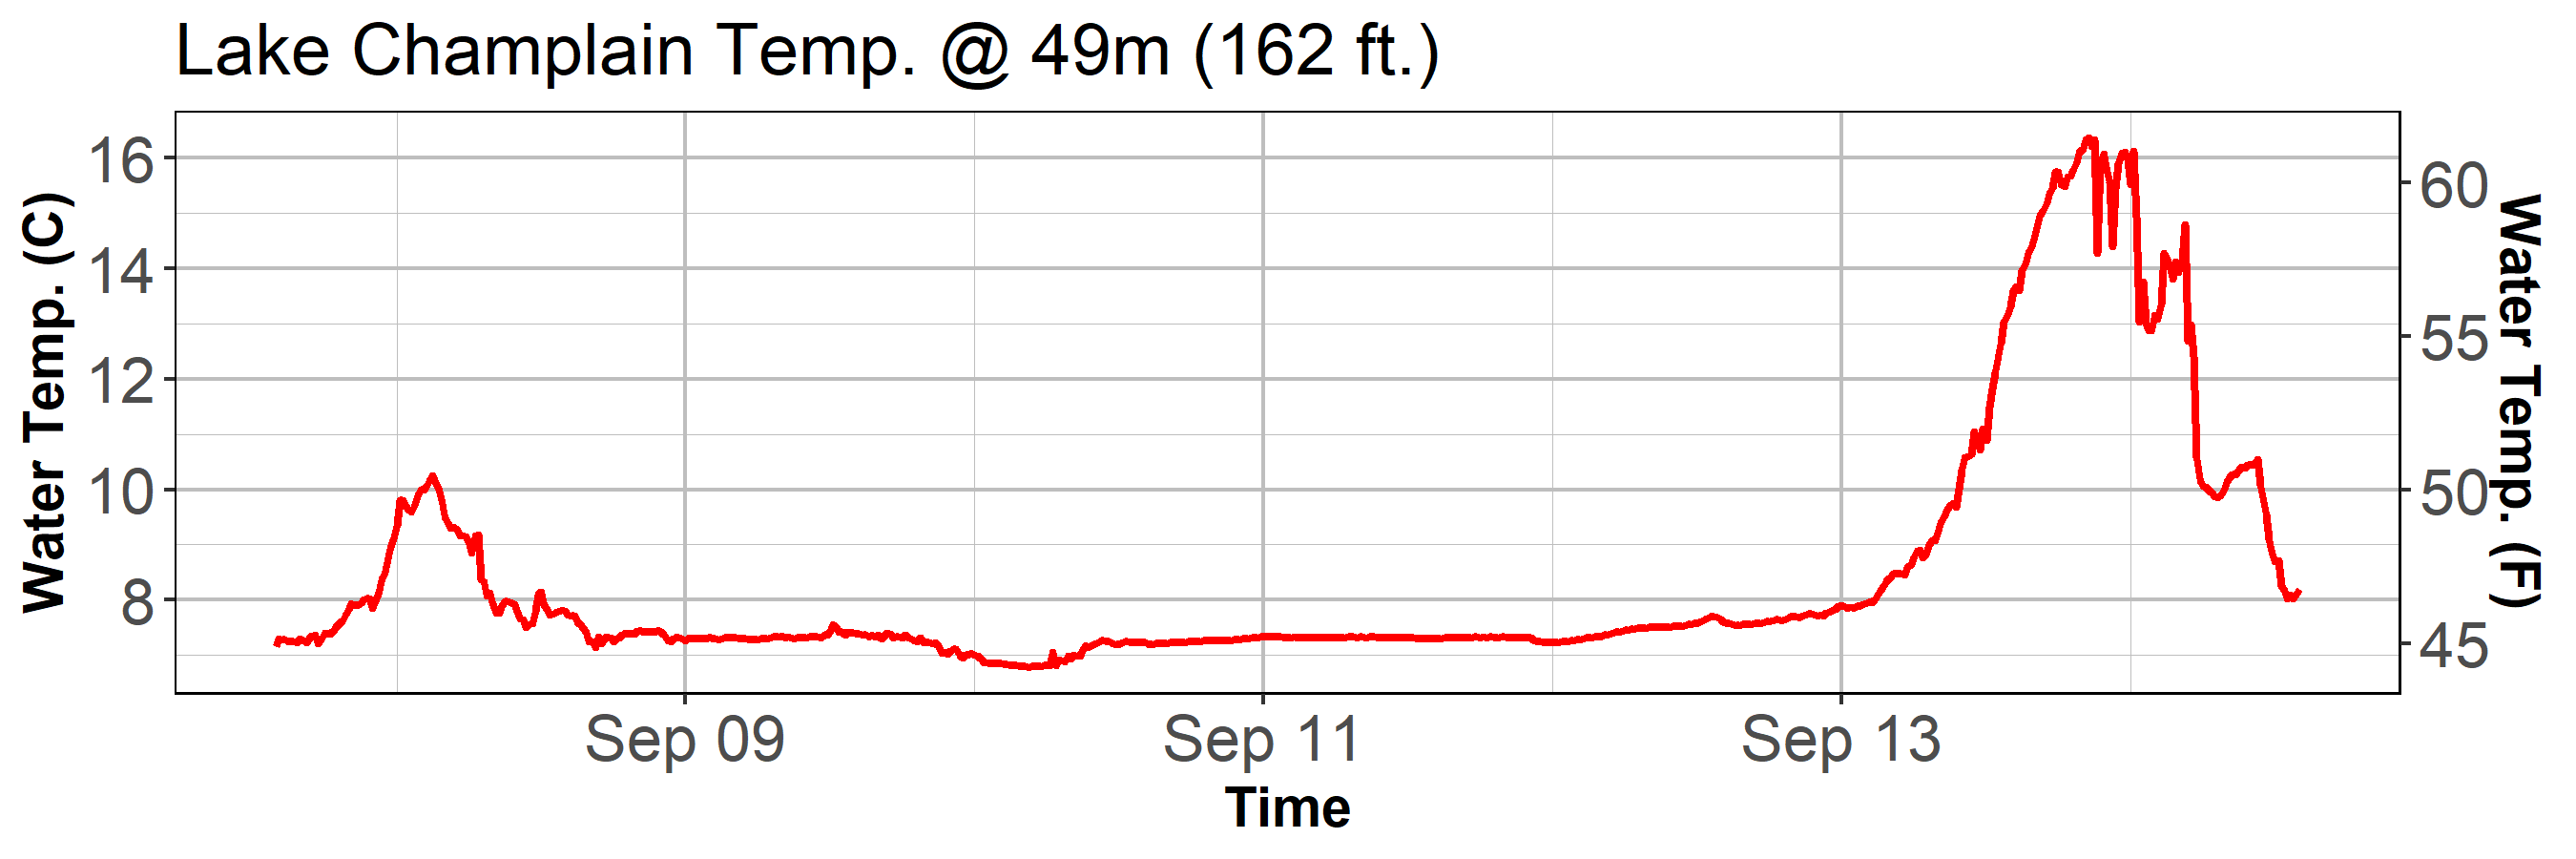 Lake Champlain Temp. @ 49m (162 ft.)
Water Temp. (C)
16
14
12
10
8
60
55
50
45
Water Temp. (F)
Sep 09
Sep 11
Sep 13
Time